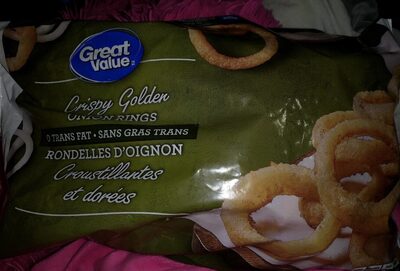 Great
Value
Crispy Golden
ONION RINGS
0 TRANS FAT • SANS GRAS TRANS
RONDELLES D'OIGNON
Croustillantes
et dorées